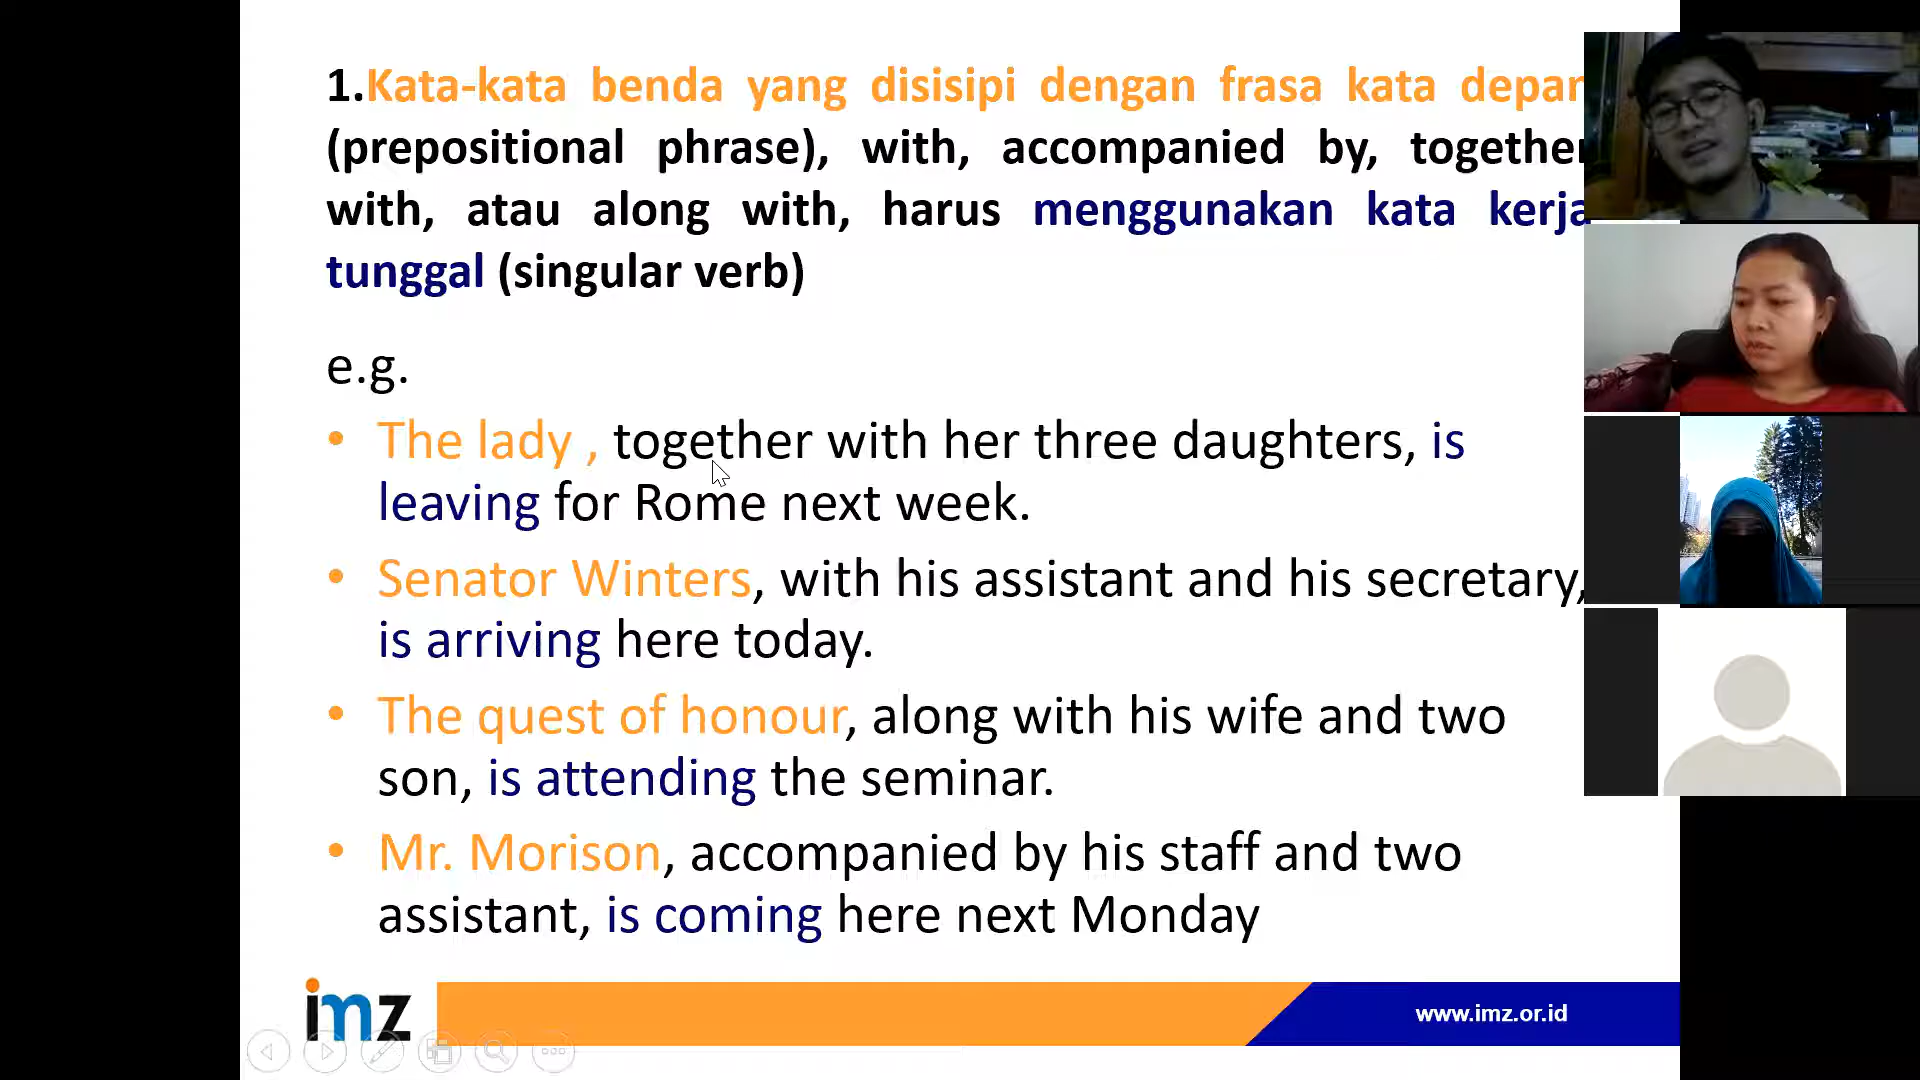 1.Kata-kata benda yang disisipi dengan frasa kata depan
(prepositional phrase), with, accompanied by, together
with, atau along with, harus menggunakan kata kerja
tunggal (singular verb)
e.g.
• The lady , together with her three daughters, is
leaving for Rome next week.
• Senator Winters, with his assistant and his secretary,
is arriving here today.
• The quest of honour, along with his wife and two
son, is attending the seminar.
• Mr. Morison, accompanied by his staff and two
assistant, is coming here next Monday
imz
www.imz.or.id